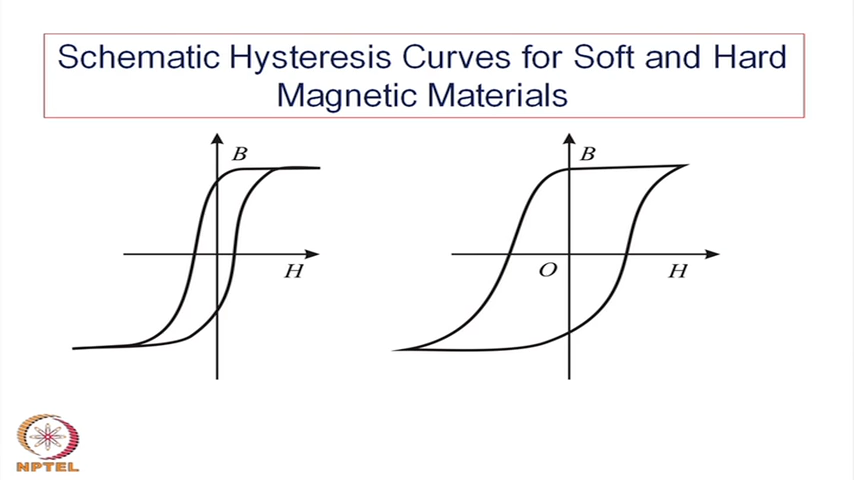 Schematic Hysteresis Curves for Soft and Hard
Magnetic Materials
B
H
B
O
H
NPTEL